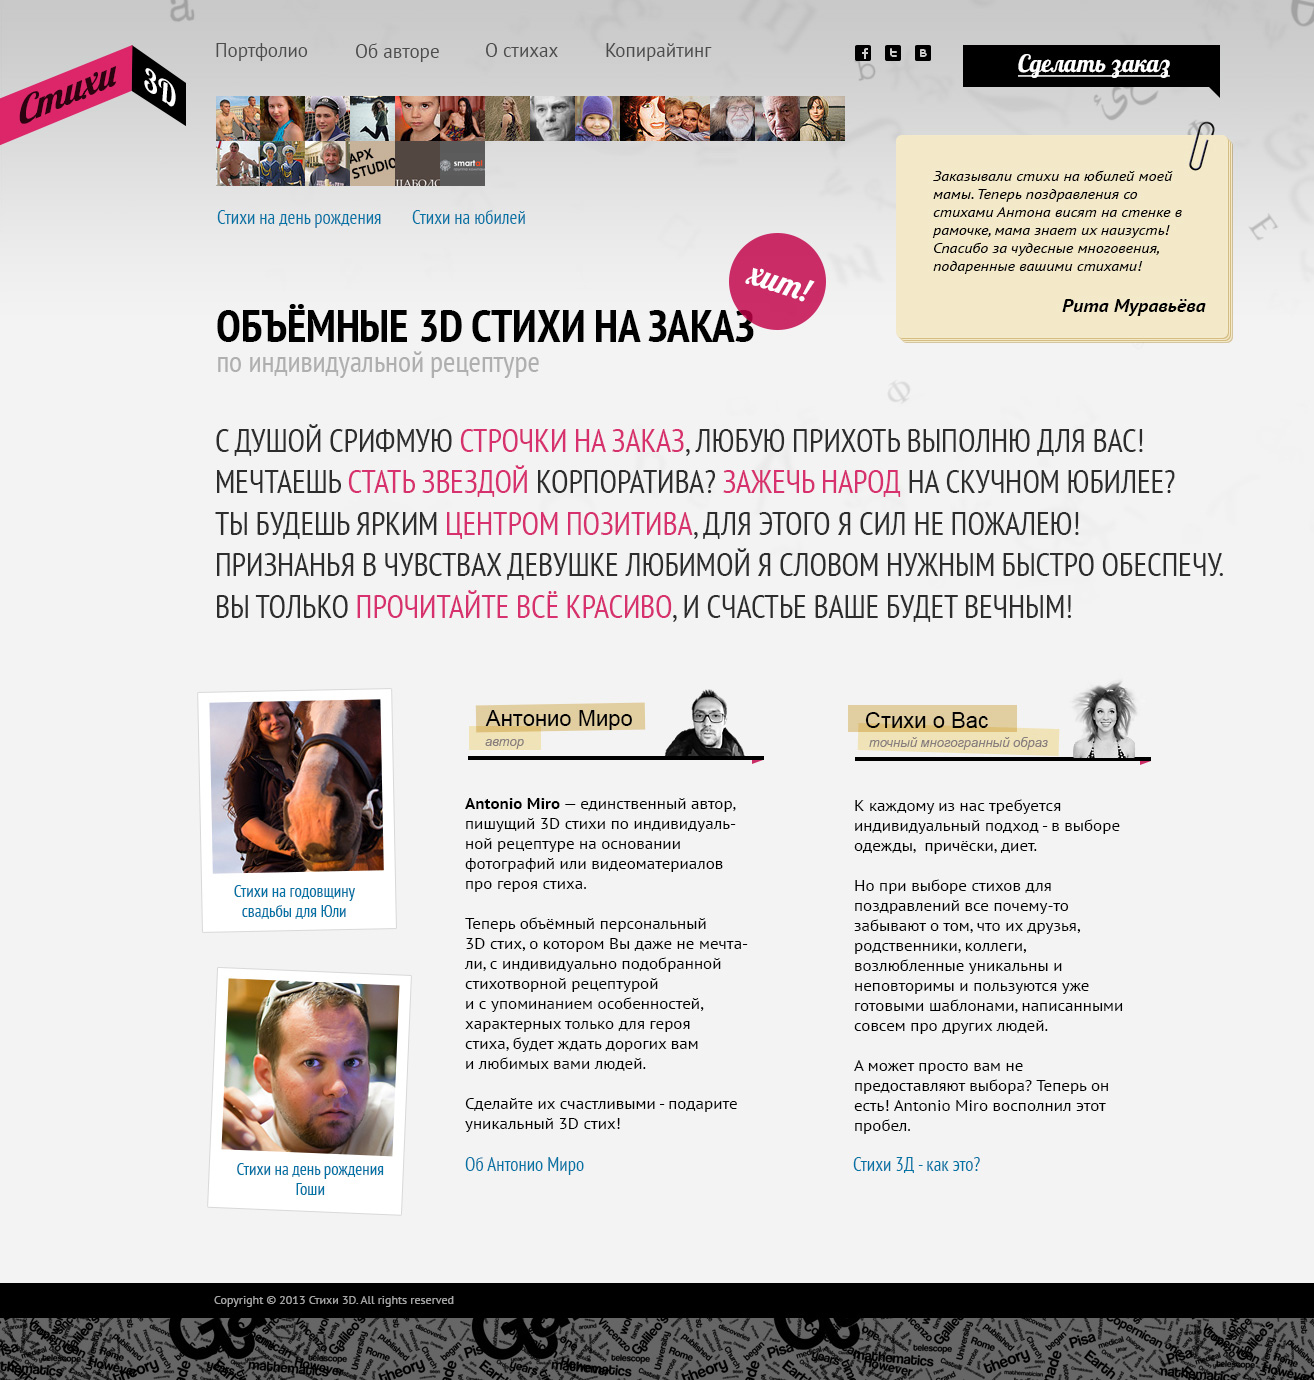 Стихи 3D
Портфолио
Об авторе
О стихах
Копирайтинг
Сделать заказ
АРХ
STUDIO
smart
Стихи на день рождения
Стихи на юбилей
Заказывали стихи на юбилей моей
мамы. Теперь поздравления со
стихами Антона висят на стенке в
рамочке, мама знает их наизусть!
Спасибо за чудесные многовения,
подаренные вашими стихами!
Рита Муравьёва
хит!
ОБЪЁМНЫЕ 3D СТИХИ НА ЗАКАЗ
по индивидуальной рецептуре
С ДУШОЙ СРИФМУЮ СТРОЧКИ НА ЗАКАЗ, ЛЮБУЮ ПРИХОТЬ ВЫПОЛНЮ ДЛЯ ВАС!
МЕЧТАЕШЬ СТАТЬ ЗВЕЗДОЙ КОРПОРАТИВА? ЗАЖЕЧЬ НАРОД НА СКУЧНОМ ЮБИЛЕЕ?
ТЫ БУДЕШЬ ЯРКИМ ЦЕНТРОМ ПОЗИТИВА, ДЛЯ ЭТОГО Я СИЛ НЕ ПОЖАЛЕЮ!
ПРИЗНАНЬЯ В ЧУВСТВАХ ДЕВУШКЕ ЛЮБИМОЙ Я СЛОВОМ НУЖНЫМ БЫСТРО ОБЕСПЕЧУ.
ВЫ ТОЛЬКО ПРОЧИТАЙТЕ ВСЁ КРАСИВО, И СЧАСТЬЕ ВАШЕ БУДЕТ ВЕЧНЫМ!
Стихи на годовщину
свадьбы для Юли
Стихи на день рождения
Гоши
Антонио Миро
автор
Antonio Miro — единственный автор,
пишущий 3D стихи по индивидуаль-
ной рецептуре на основании
фотографий или видеоматериалов
про героя стиха.
Теперь объёмный персональный
3D стих, о котором Вы даже не мечта-
ли, с индивидуально подобранной
стихотворной рецептурой
и с упоминанием особенностей,
характерных только для героя
стиха, будет ждать дорогих вам
и любимых вами людей.
Сделайте их счастливыми - подарите
уникальный 3D стих!
Об Антонио Миро
Стихи о Вас
точный многогранный образ
К каждому из нас требуется
индивидуальный подход - в выборе
одежды, причёски, диет.
Но при выборе стихов для
поздравлений все почему-то
забывают о том, что их друзья,
родственники, коллеги,
возлюбленные уникальны и
неповторимы и пользуются уже
готовыми шаблонами, написанными
совсем про других людей.
А может просто вам не
предоставляют выбора? Теперь он
есть! Antonio Miro восполнил этот
пробел.
Стихи 3Д - как это?
Copyright © 2013 Стихи 3D. All rights reserved